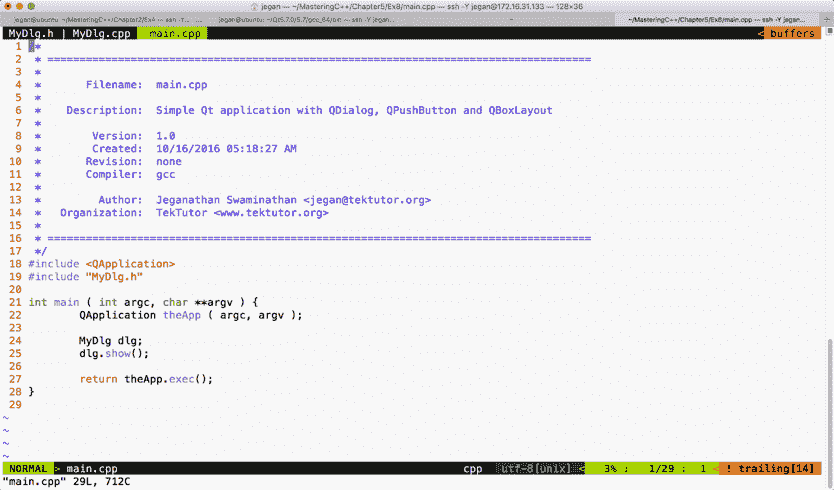 jegan — ~/MasteringC++/Chapter5/Ex8/main.cpp — ssh -Y jegan@172.16.31.133 — 128×36
jegan@ubuntu: ~/MasteringC++/Chapter2/Ex4 — ssh -Y
jegan@ubuntu: ~/Qt5.7.0/5.7/gcc_64/bin — ssh -Y jegan...
~/MasteringC++/Chapter5/Ex8/main.cpp — ssh -Y jegan...
MyDlg.h | MyDlg.cpp main.cpp < buffers
1 /*
2 * =====================================================================================
3 *
4 * Filename: main.cpp
5 *
6 * Description: Simple Qt application with QDialog, QPushButton and QBoxLayout
7 *
8 * Version: 1.0
9 * Created: 10/16/2016 05:18:27 AM
10 * Revision: none
11 * Compiler: gcc
12 *
13 * Author: Jeganathan Swaminathan <jegan@tektutor.org>
14 * Organization: TekTutor <www.tektutor.org>
15 *
16 * =====================================================================================
17 */
18 #include <QApplication>
19 #include "MyDlg.h"
20
21 int main ( int argc, char **argv ) {
22 QApplication theApp ( argc, argv );
23
24 MyDlg dlg;
25 dlg.show();
26
27 return theApp.exec();
28 }
29
~
~
~
~
NORMAL > main.cpp cpp utf-8[unix] < 3% : 1/29 : 1 < ! trailing[14]
"main.cpp" 29L, 712C